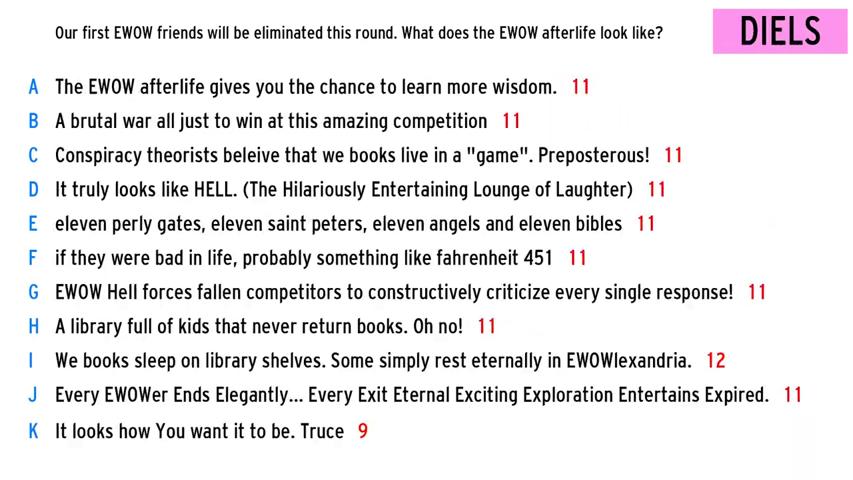 Our first EWOW friends will be eliminated this round. What does the EWOW afterlife look like?
DIELS
A The EWOW afterlife gives you the chance to learn more wisdom. 11
B A brutal war all just to win at this amazing competition 11
C Conspiracy theorists beleive that we books live in a "game". Preposterous! 11
D It truly looks like HELL. (The Hilariously Entertaining Lounge of Laughter) 11
E eleven perly gates, eleven saint peters, eleven angels and eleven bibles 11
F if they were bad in life, probably something like fahrenheit 451 11
G EWOW Hell forces fallen competitors to constructively criticize every single response! 11
H A library full of kids that never return books. Oh no! 11
I We books sleep on library shelves. Some simply rest eternally in EWOWlexandria. 12
J Every EWOWer Ends Elegantly... Every Exit Eternal Exciting Exploration Entertains Expired. 11
K It looks how You want it to be. Truce 9